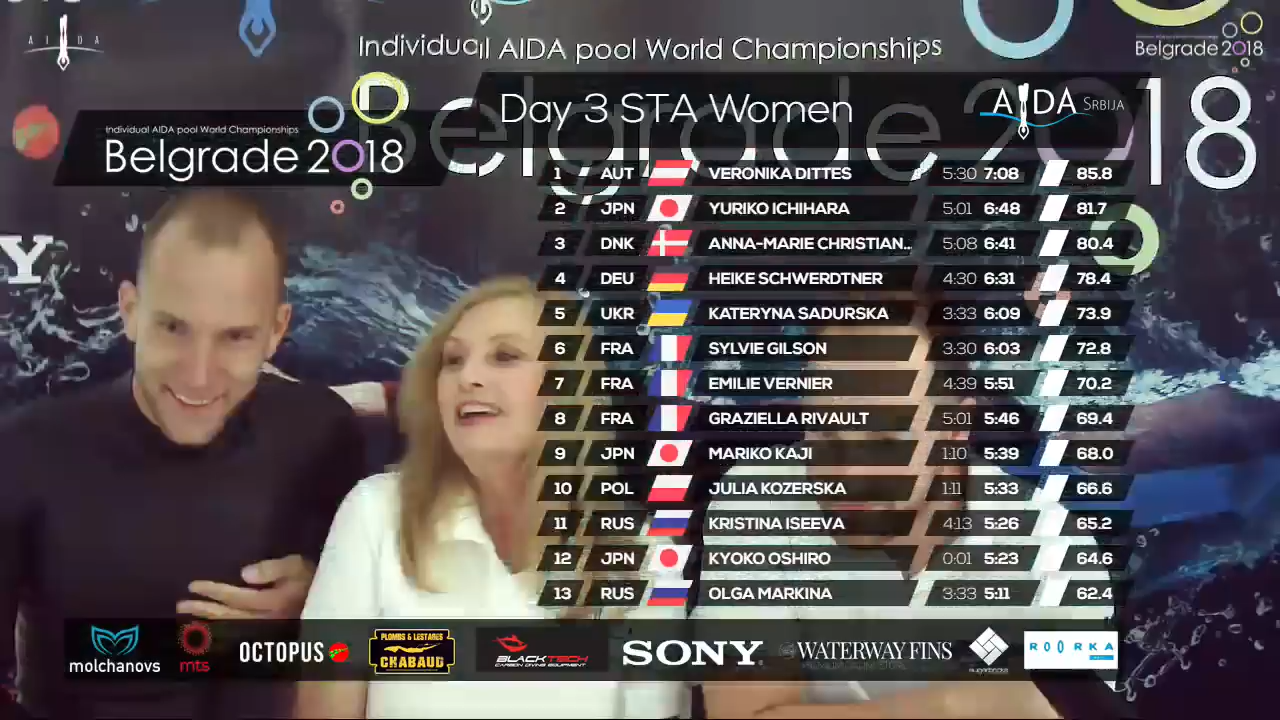 AIDA
Individual AIDA pool World Championships
Belgrade 2018
Belgrade 2018
Day 3 STA Women
AIDA SRBIJA
Individual AIDA pool World Championships
Belgrade 2018
1 AUT VERONIKA DITTES 5:30 7:08 85.8
2 JPN YURIKO ICHIHARA 5:01 6:48 81.7
3 DNK ANNA-MARIE CHRISTIAN... 5:08 6:41 80.4
4 DEU HEIKE SCHWERDTNER 4:30 6:31 78.4
5 UKR KATERYNA SADURSKA 3:33 6:09 73.9
6 FRA SYLVIE GILSON 3:30 6:03 72.8
7 FRA EMILIE VERNIER 4:39 5:51 70.2
8 FRA GRAZIELLA RIVAULT 5:01 5:46 69.4
9 JPN MARIKO KAJI 1:10 5:39 68.0
10 POL JULIA KOZERSKA 1:11 5:33 66.6
11 RUS KRISTINA ISEEVA 4:13 5:26 65.2
12 JPN KYOKO OSHIRO 0:01 5:23 64.6
13 RUS OLGA MARKINA 3:33 5:11 62.4
molchanovs
mts
OCTOPUS
PLOMBS & LESTAGES
CHABAUD
BLACKTECH
CARBON DIVING EQUIPMENT
SONY
WATERWAY FINS
ROORKA